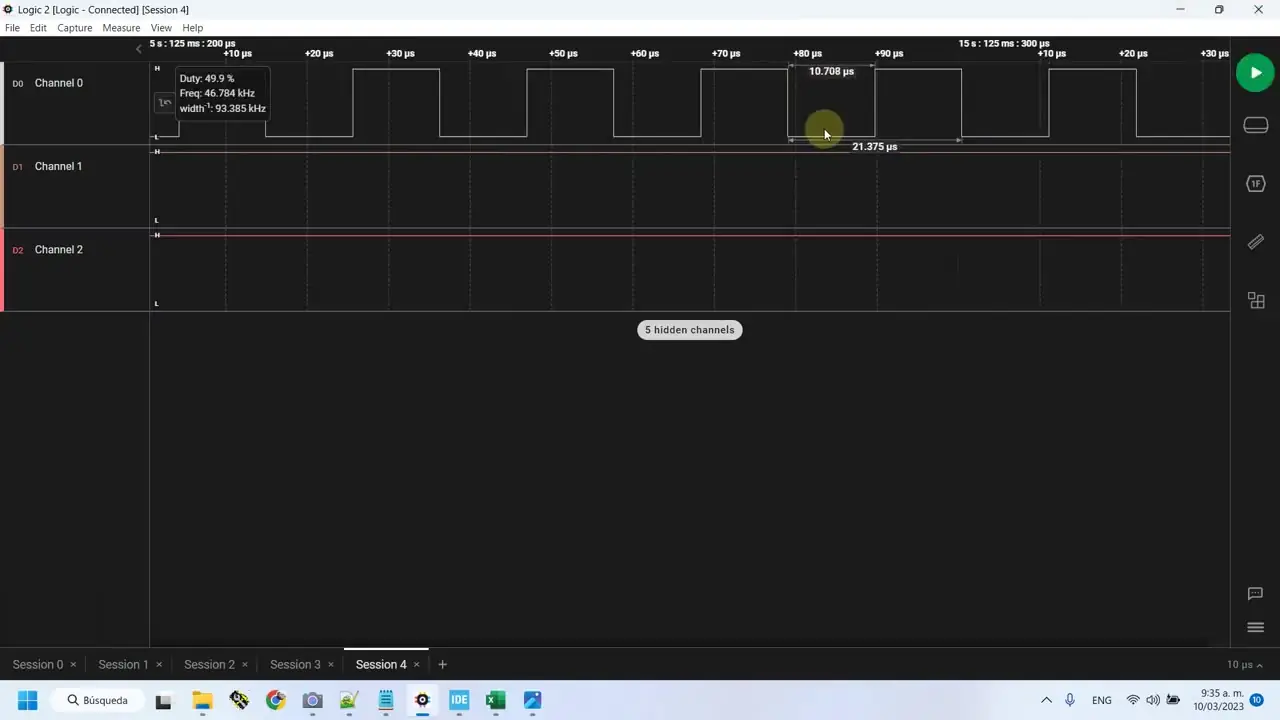 Logic 2 [Logic - Connected] [Session 4]
File Edit Capture Measure View Help
5 s : 125 ms : 200 µs
15 s : 125 ms : 300 µs
+10 µs +20 µs +30 µs +40 µs +50 µs +60 µs +70 µs +80 µs +90 µs +10 µs +20 µs +30 µs
D0 Channel 0
H
Duty: 49.9 %
Freq: 46.784 kHz
width-1: 93.385 kHz
10.708 µs
L
21.375 µs
D1 Channel 1
H
L
D2 Channel 2
H
L
5 hidden channels
1F
Session 0 × Session 1 × Session 2 × Session 3 × Session 4 × +
10 µs
Búsqueda
IDE
ENG
9:35 a. m.
10/03/2023
10